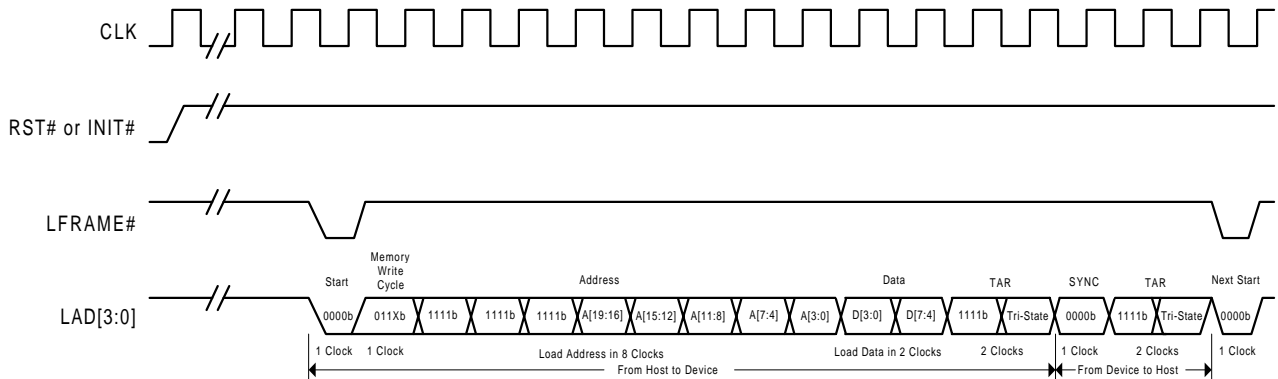 CLK
RST# or INIT#
LFRAME#
Memory
Write
Cycle
Start
Address
Data
TAR
SYNC
TAR
Next Start
LAD[3:0]
0000b
011Xb
1111b
1111b
1111b
A[19:16]
A[15:12]
A[11:8]
A[7:4]
A[3:0]
D[3:0]
D[7:4]
1111b
Tri-State
0000b
1111b
Tri-State
0000b
1 Clock
1 Clock
Load Address in 8 Clocks
Load Data in 2 Clocks
2 Clocks
1 Clock
2 Clocks
1 Clock
From Host to Device
From Device to Host